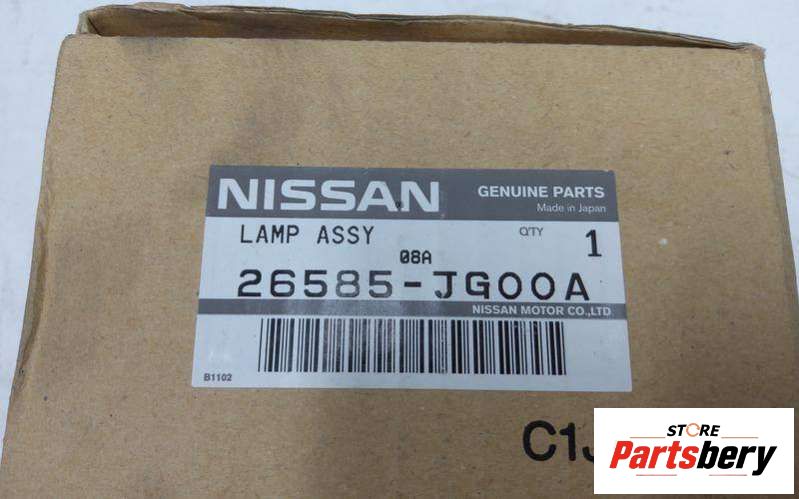 NISSAN GENUINE PARTS
Made in Japan
LAMP ASSY Q'TY 1
08A
26585-JG00A
NISSAN MOTOR CO.,LTD
B1102
C1J
STORE
Partsbery